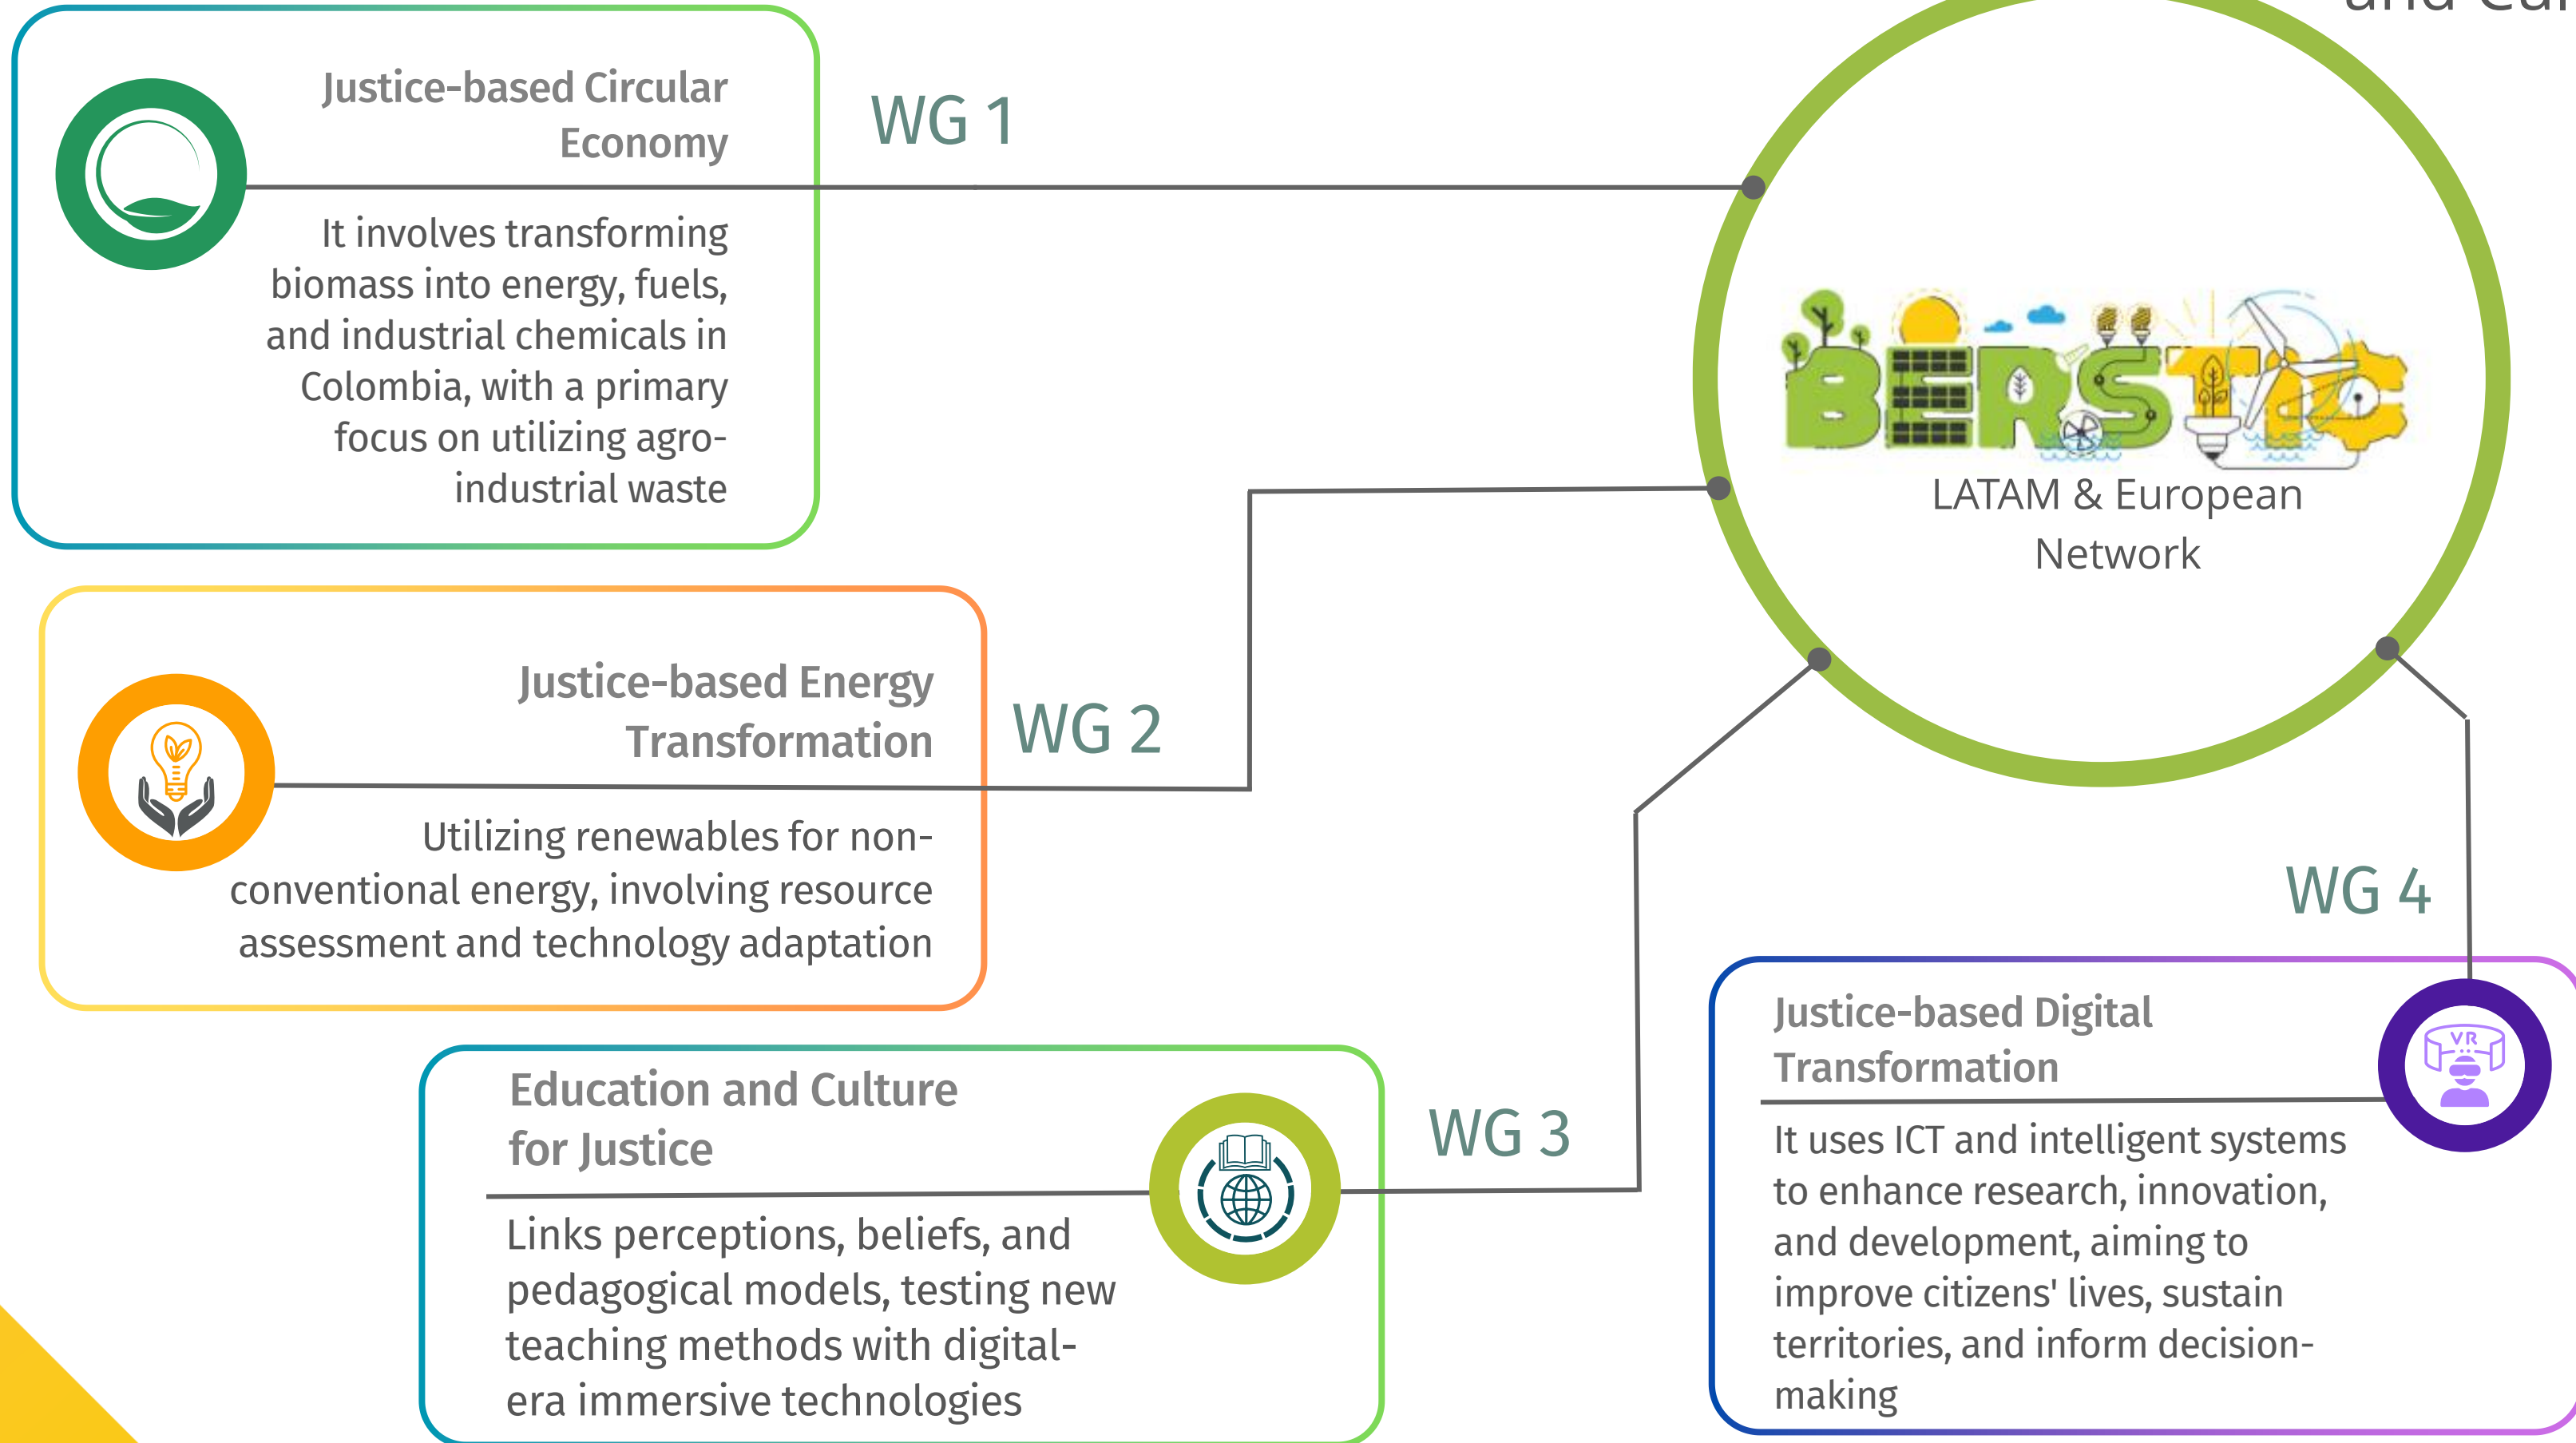 Justice-based Circular
Economy
WG 1
It involves transforming
biomass into energy, fuels,
and industrial chemicals in
Colombia, with a primary
focus on utilizing agro-
industrial waste
BERSTIC
LATAM & European
Network
Justice-based Energy
Transformation
WG 2
Utilizing renewables for non-
conventional energy, involving resource
assessment and technology adaptation
Education and Culture
for Justice
WG 3
Links perceptions, beliefs, and
pedagogical models, testing new
teaching methods with digital-
era immersive technologies
WG 4
Justice-based Digital
Transformation
VR
It uses ICT and intelligent systems
to enhance research, innovation,
and development, aiming to
improve citizens' lives, sustain
territories, and inform decision-
making